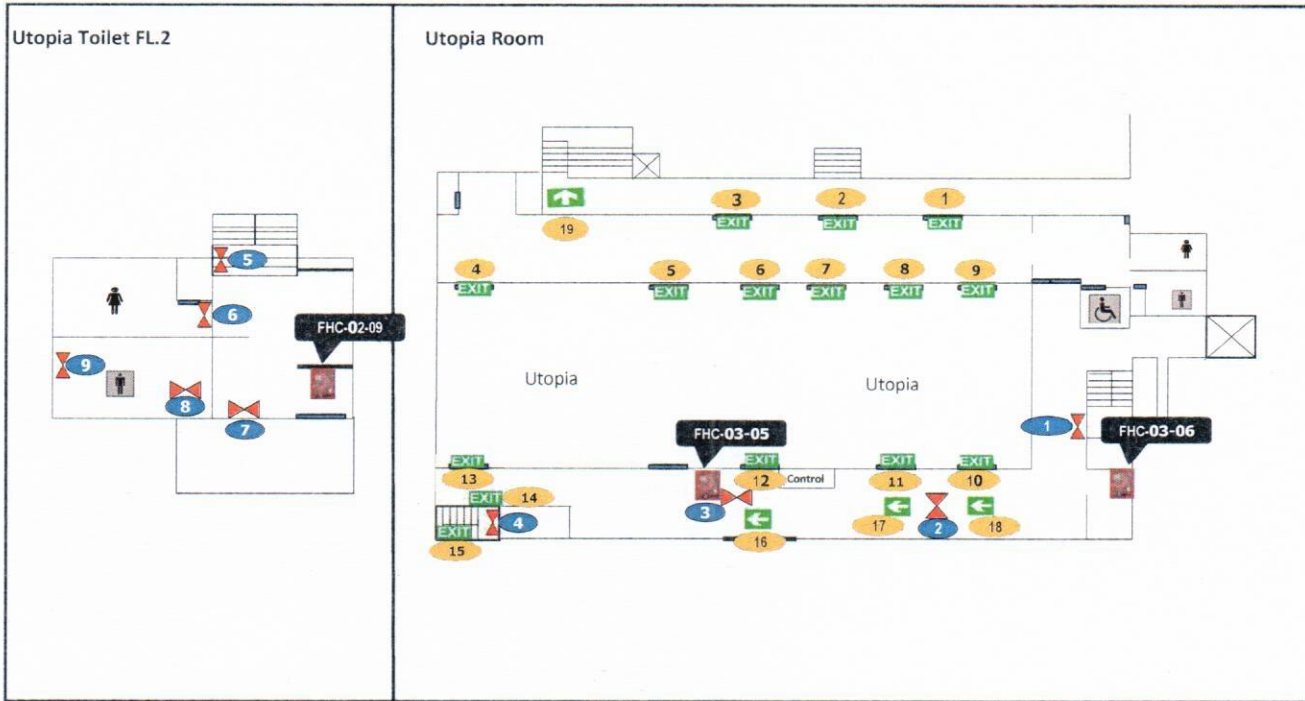 Utopia Toilet FL.2
5
6
FHC-02-09
9
8
7
Utopia Room
3
2
1
EXIT
EXIT
EXIT
19
4
5
6
7
8
9
EXIT
EXIT
EXIT
EXIT
EXIT
EXIT
Utopia
Utopia
1
FHC-03-05
FHC-03-06
EXIT
EXIT
EXIT
EXIT
13
12
Control
11
10
EXIT
14
3
4
EXIT
15
16
17
2
18